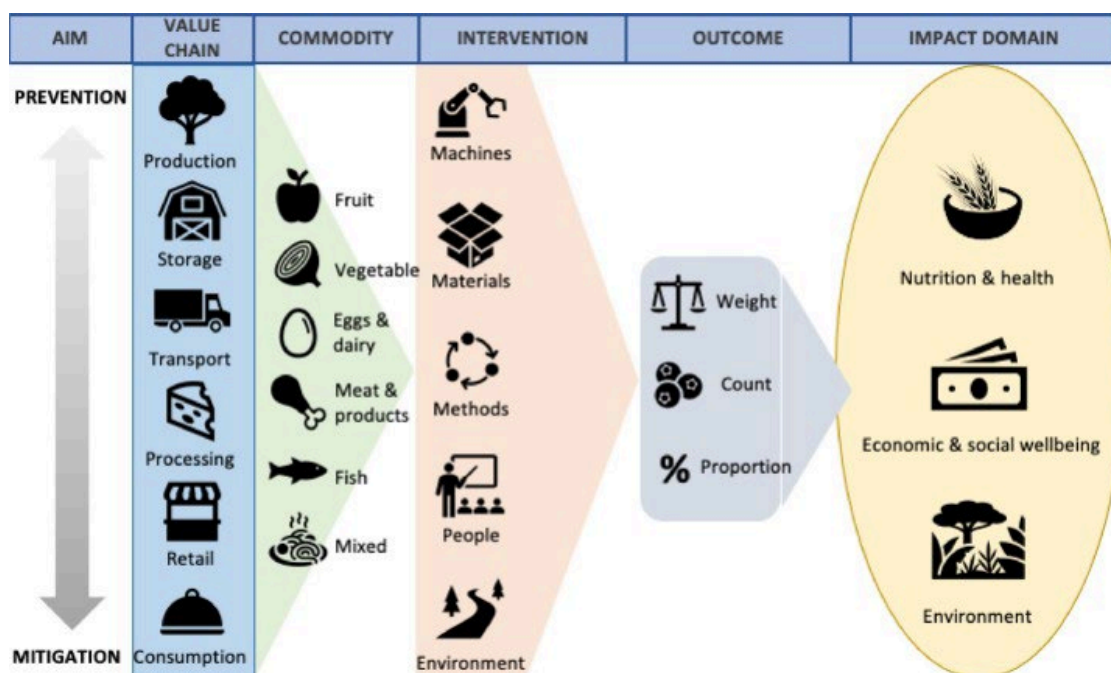 AIM
VALUE
CHAIN
COMMODITY
INTERVENTION
OUTCOME
IMPACT DOMAIN
PREVENTION
MITIGATION
Production
Storage
Transport
Processing
Retail
Consumption
Fruit
Vegetable
Eggs &
dairy
Meat &
products
Fish
Mixed
Machines
Materials
Methods
People
Environment
Weight
Count
% Proportion
Nutrition & health
Economic & social wellbeing
Environment